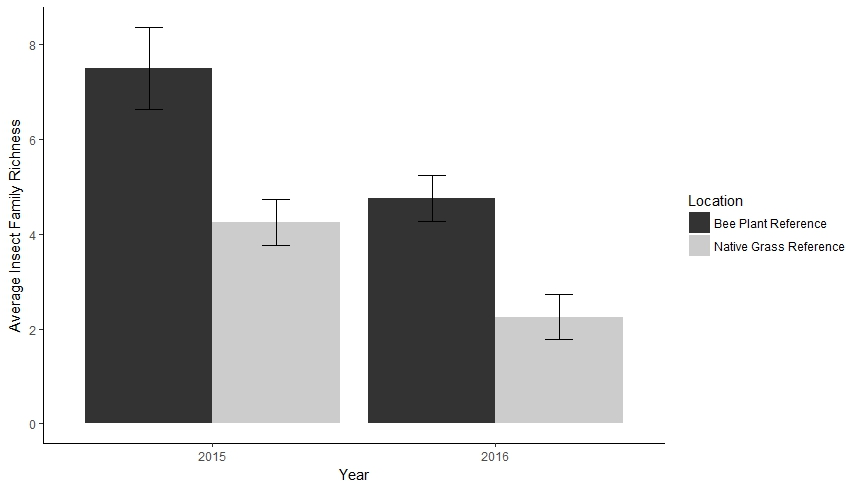 Average Insect Family Richness
8
6
4
2
0
2015
2016
Year
Location
Bee Plant Reference
Native Grass Reference